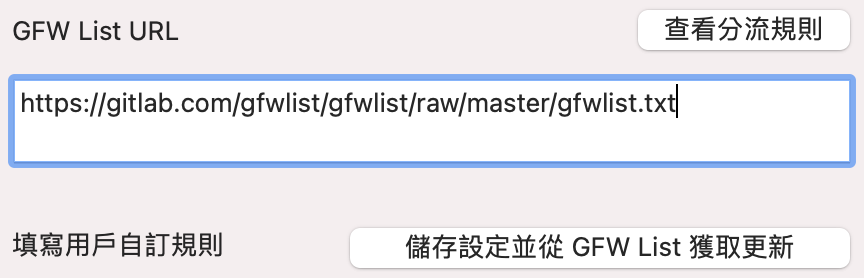 GFW List URL
查看分流規則
https://gitlab.com/gfwlist/gfwlist/raw/master/gfwlist.txt
填寫用戶自訂規則
儲存設定並從 GFW List 獲取更新